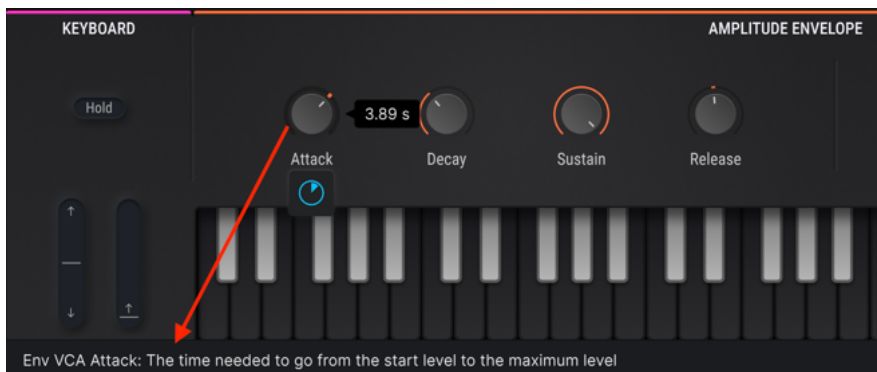 KEYBOARD
AMPLITUDE ENVELOPE
Hold
3.89 s
Attack
Decay
Sustain
Release
Env VCA Attack: The time needed to go from the start level to the maximum level